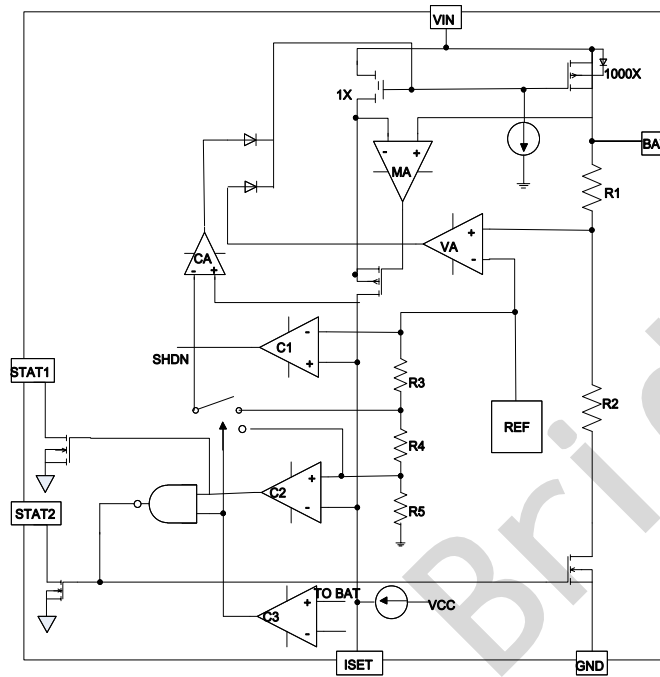 VIN
1X
1000X
BA
MA
R1
VA
CA
C1
SHDN
R3
STAT1
REF
R2
R4
C2
R5
STAT2
TO BAT
VCC
C3
ISET
GND
Bri